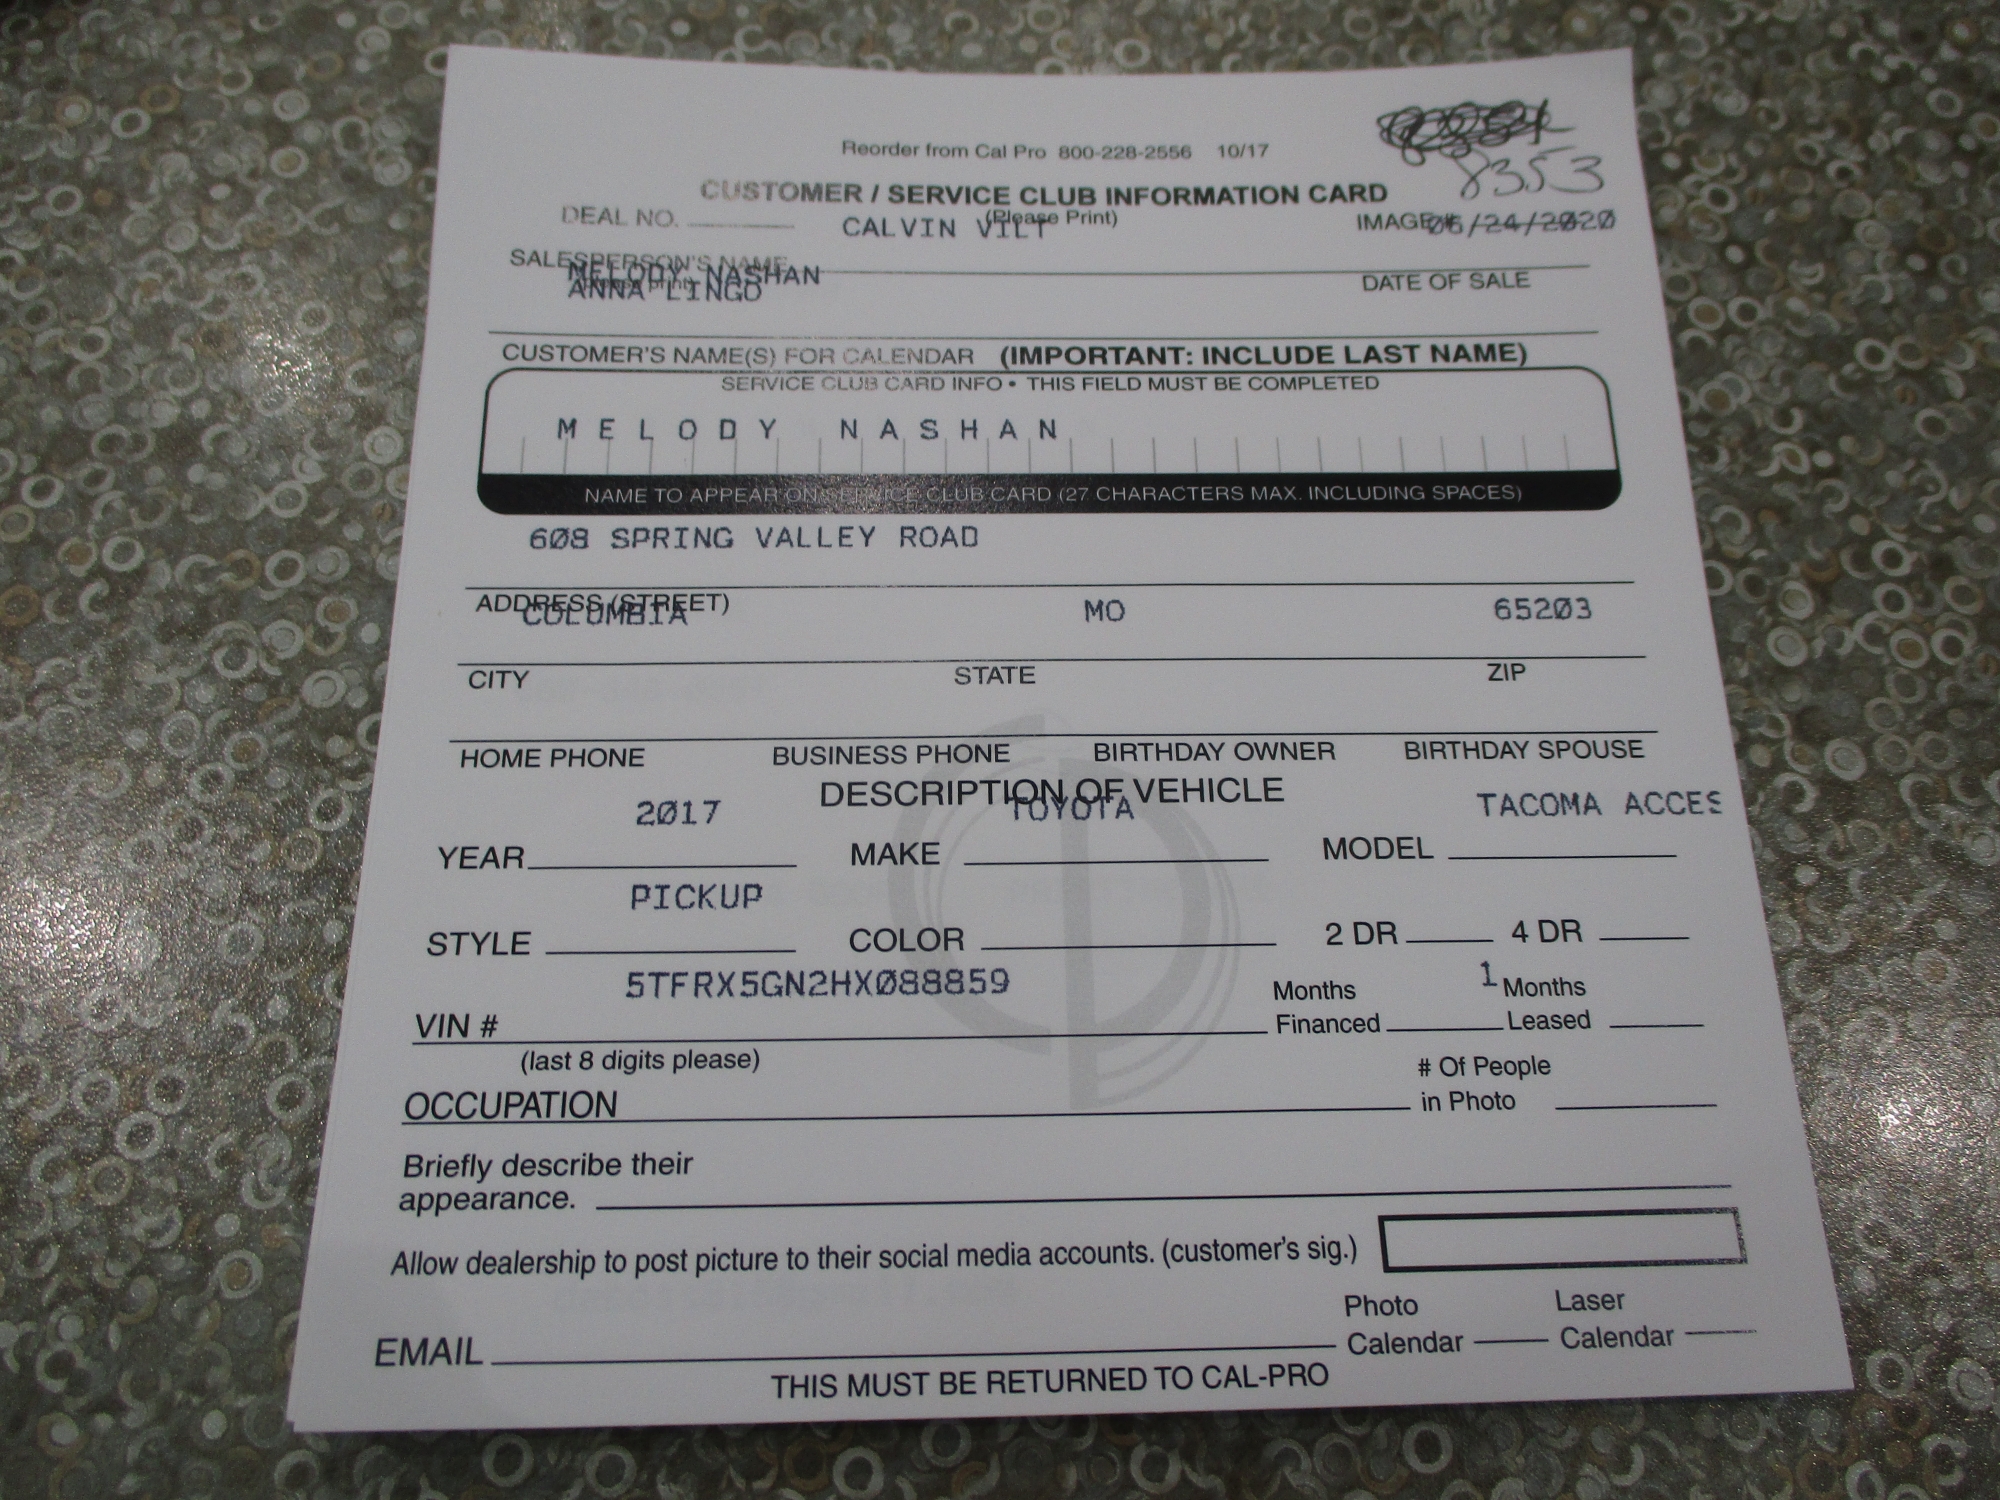 Reorder from Cal Pro 800-228-2556 10/17
8353
CUSTOMER / SERVICE CLUB INFORMATION CARD
(Please Print)
DEAL NO. CALVIN VILT IMAGE# 06/24/2020
SALESPERSON'S NAME
MELODY NASHAN
ANNA LINGO
DATE OF SALE
CUSTOMER'S NAME(S) FOR CALENDAR (IMPORTANT: INCLUDE LAST NAME)
SERVICE CLUB CARD INFO • THIS FIELD MUST BE COMPLETED
MELODY NASHAN
NAME TO APPEAR ON SERVICE CLUB CARD (27 CHARACTERS MAX. INCLUDING SPACES)
608 SPRING VALLEY ROAD
ADDRESS (STREET)
COLUMBIA MO 65203
CITY STATE ZIP
HOME PHONE BUSINESS PHONE BIRTHDAY OWNER BIRTHDAY SPOUSE
DESCRIPTION OF VEHICLE
2017 TOYOTA TACOMA ACCES
YEAR MAKE MODEL
PICKUP
STYLE COLOR 2 DR 4 DR
5TFRX5GN2HX088859 1
VIN # Months Financed Months Leased
(last 8 digits please)
OCCUPATION # Of People in Photo
Briefly describe their
appearance.
Allow dealership to post picture to their social media accounts. (customer's sig.)
EMAIL Photo Calendar Laser Calendar
THIS MUST BE RETURNED TO CAL-PRO